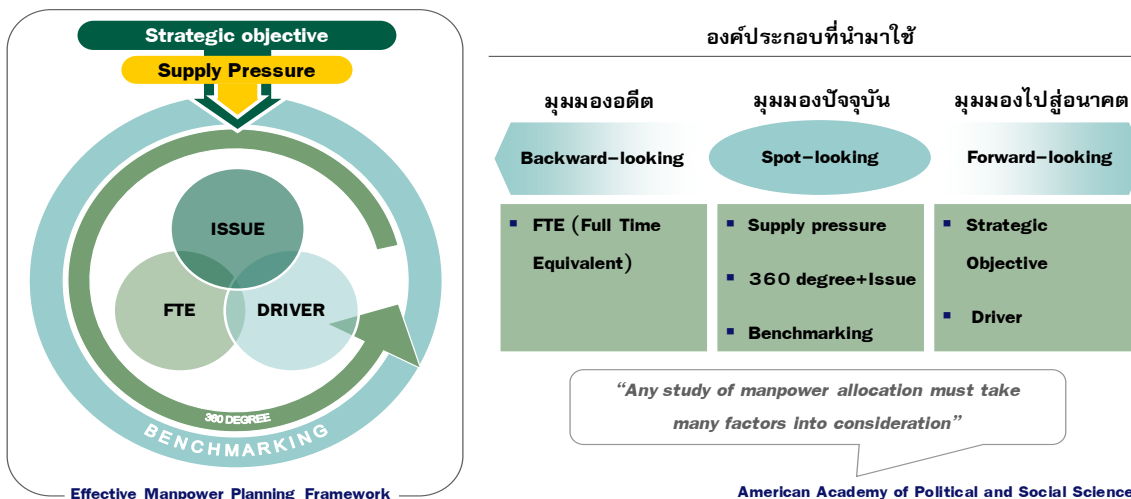 Strategic objective
Supply Pressure
ISSUE
FTE
DRIVER
360 DEGREE
BENCHMARKING
Effective Manpower Planning Framework
องค์ประกอบที่นำมาใช้
มุมมองอดีต
มุมมองปัจจุบัน
มุมมองไปสู่อนาคต
Backward-looking
Spot-looking
Forward-looking
▪ FTE (Full Time
Equivalent)
▪ Supply pressure
▪ 360 degree+Issue
▪ Benchmarking
▪ Strategic
Objective
▪ Driver
“Any study of manpower allocation must take
many factors into consideration”
American Academy of Political and Social Science